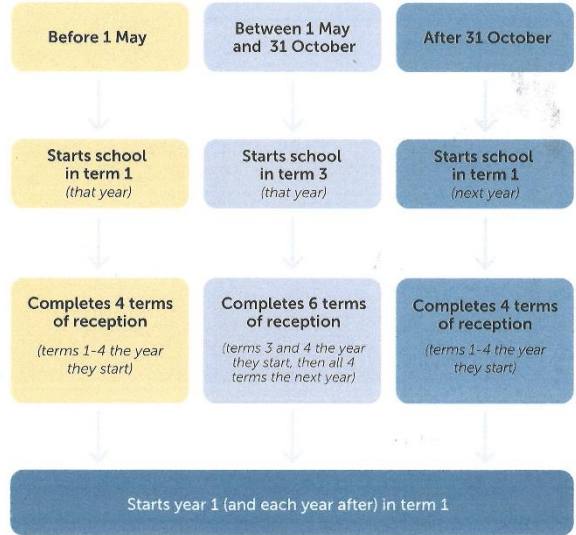 Before 1 May
Between 1 May
and 31 October
After 31 October
Starts school
in term 1
(that year)
Starts school
in term 3
(that year)
Starts school
in term 1
(next year)
Completes 4 terms
of reception
(terms 1-4 the year
they start)
Completes 6 terms
of reception
(terms 3 and 4 the year
they start, then all 4
terms the next year)
Completes 4 terms
of reception
(terms 1-4 the year
they start)
Starts year 1 (and each year after) in term 1